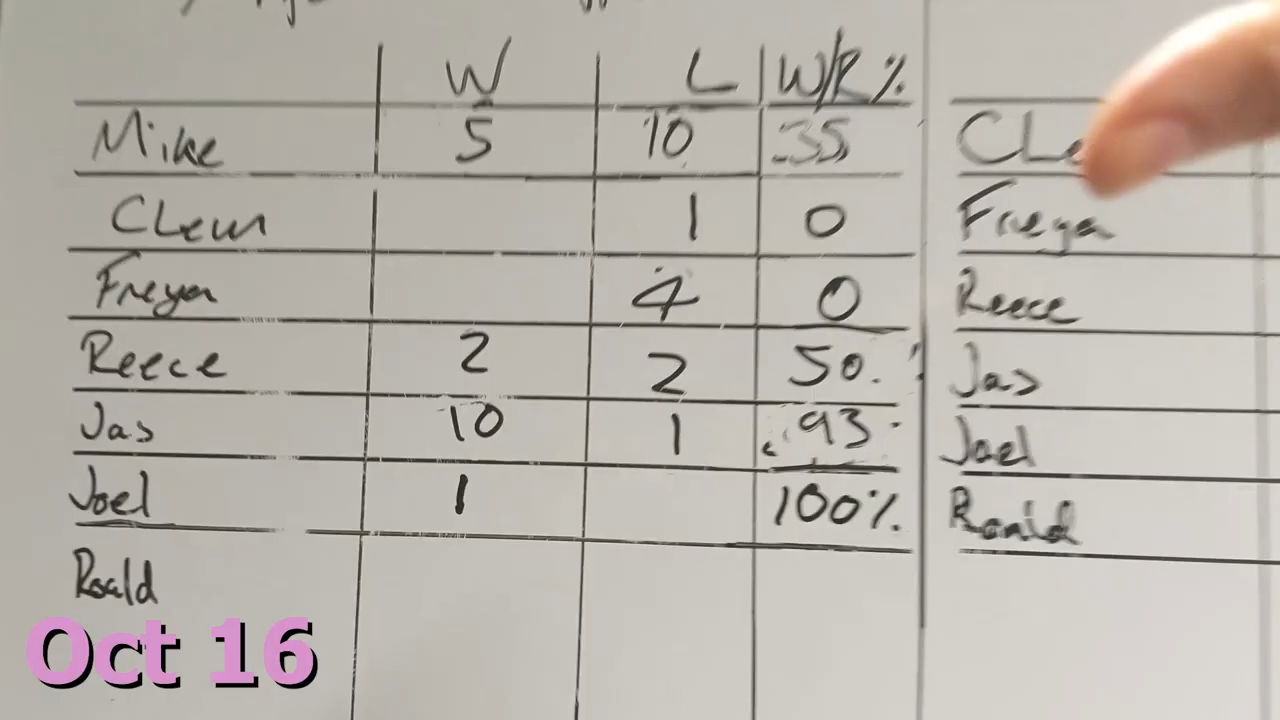 W L W/R %
Mike 5 10 .35 CLe
CLem 1 0 Freya
Freya 4 0 Reece
Reece 2 2 50. Jas
Jas 10 1 .93 Joel
Joel 1 100% Roald
Roald
Oct 16